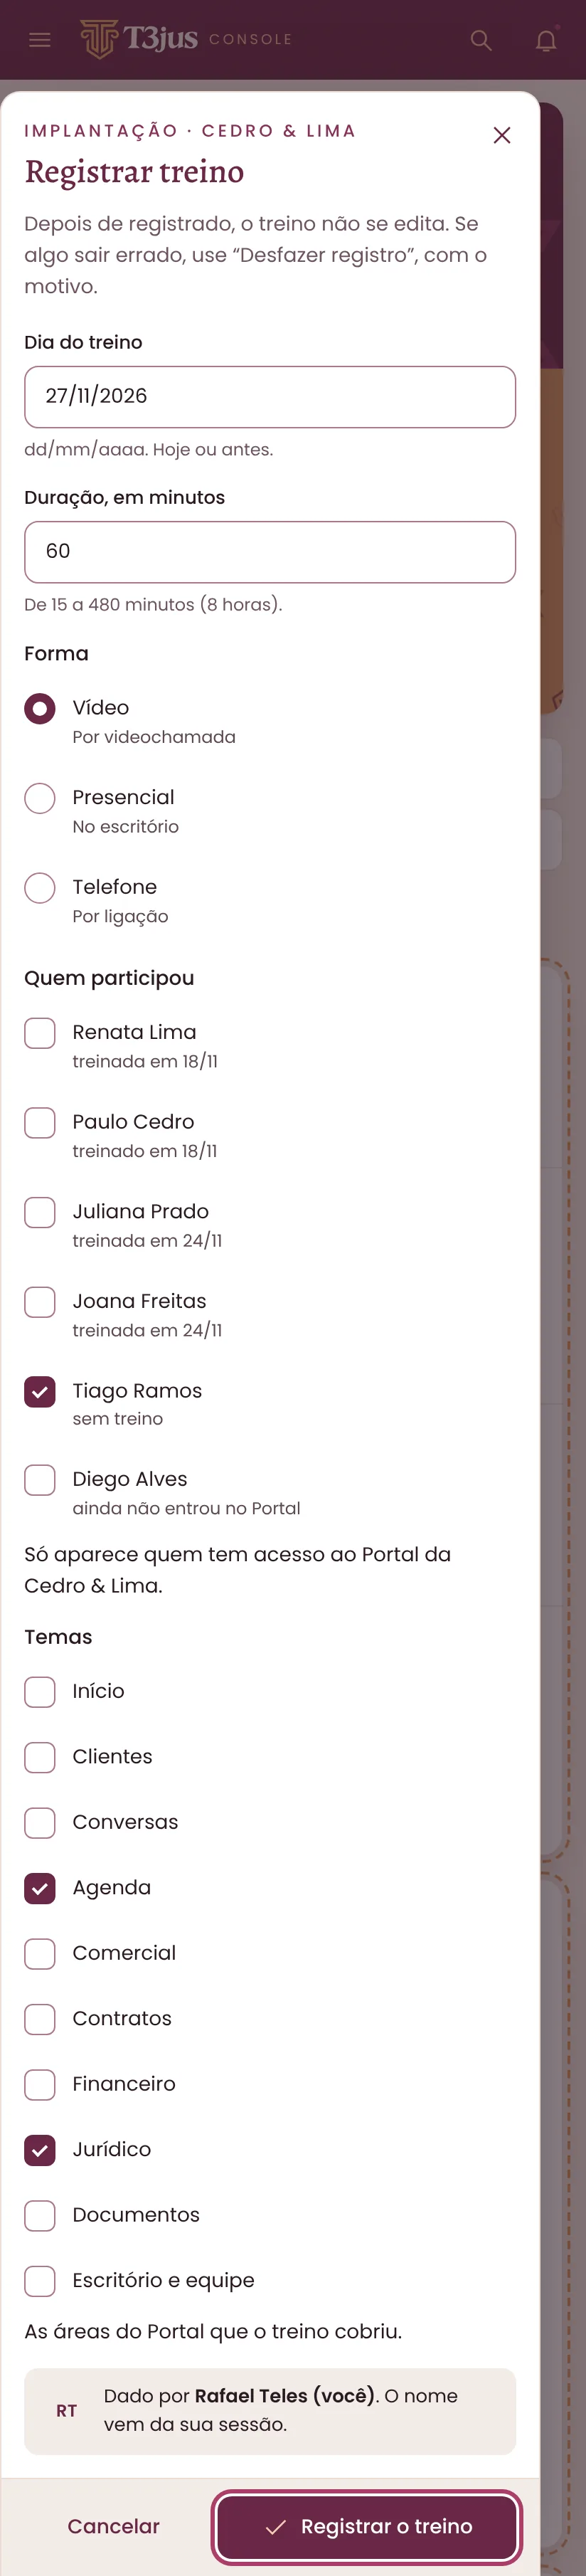 T3jus CONSOLE
IMPLANTAÇÃO · CEDRO & LIMA
Registrar treino
Depois de registrado, o treino não se edita. Se
algo sair errado, use “Desfazer registro”, com o
motivo.
Dia do treino
27/11/2026
dd/mm/aaaa. Hoje ou antes.
Duração, em minutos
60
De 15 a 480 minutos (8 horas).
Forma
Vídeo
Por videochamada
Presencial
No escritório
Telefone
Por ligação
Quem participou
Renata Lima
treinada em 18/11
Paulo Cedro
treinado em 18/11
Juliana Prado
treinada em 24/11
Joana Freitas
treinada em 24/11
Tiago Ramos
sem treino
Diego Alves
ainda não entrou no Portal
Só aparece quem tem acesso ao Portal da
Cedro & Lima.
Temas
Início
Clientes
Conversas
Agenda
Comercial
Contratos
Financeiro
Jurídico
Documentos
Escritório e equipe
As áreas do Portal que o treino cobriu.
RT
Dado por Rafael Teles (você). O nome
vem da sua sessão.
Cancelar
Registrar o treino